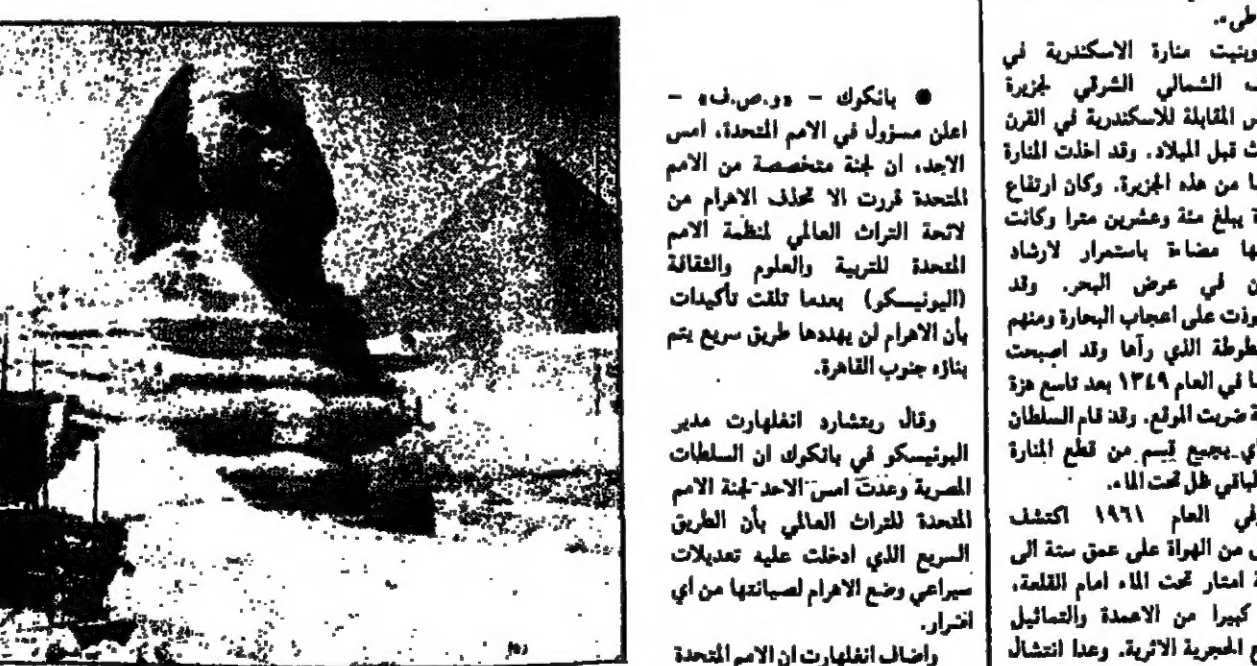 ● بانكوك – «و.ص.ف» –
اعلن مسؤول في الامم المتحدة، امس
الاحد، ان لجنة متخصصة من الامم
المتحدة قررت الا تحذف الاهرام من
لائحة التراث العالمي لمنظمة الامم
المتحدة للتربية والعلوم والثقافة
(اليونيسكو) بعدما تلقت تأكيدات
بأن الاهرام لن يهددها طريق سريع يتم
بناؤه جنوب القاهرة.
وقال ريتشارد انغلهارت مدير
اليونيسكو في بانكوك ان السلطات
المصرية وعدت امس الاحد لجنة الامم
المتحدة للتراث العالمي بأن الطريق
السريع الذي ادخلت عليه تعديلات
سيراعي وضع الاهرام لصيانتها من اي
اضرار.
واضاف انغلهارت ان الامم المتحدة
وبنيت منارة الاسكندرية في
الشمالي الشرقي لجزيرة
المقابلة للاسكندرية في القرن
قبل الميلاد. وقد اخذت المنارة
من هذه الجزيرة. وكان ارتفاع
يبلغ مئة وعشرين مترا وكانت
مضاءة باستمرار لارشاد
في عرض البحر. وقد
على اعجاب البحارة ومنهم
الذي رآها وقد اصبحت
في العام ١٣٤٩ بعد تاسع هزة
ضربت الموقع. وقد قام السلطان
بجميع قسم من قطع المنارة
ظل تحت الماء.
في العام ١٩٦١ اكتشف
من الهواة على عمق ستة الى
امتار تحت الماء امام القلعة،
كبيرا من الاعمدة والتماثيل
الحجرية الاثرية. وعدا انتشال